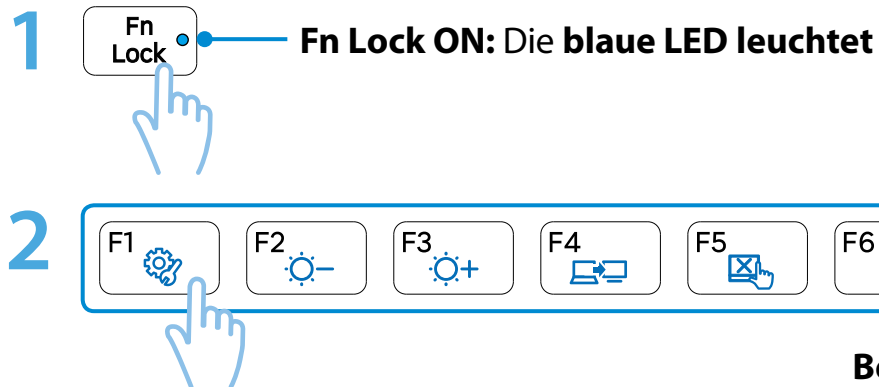 1
Fn
Lock
Fn Lock ON: Die blaue LED leuchtet
2
F1 F2 F3 F4 F5 F6